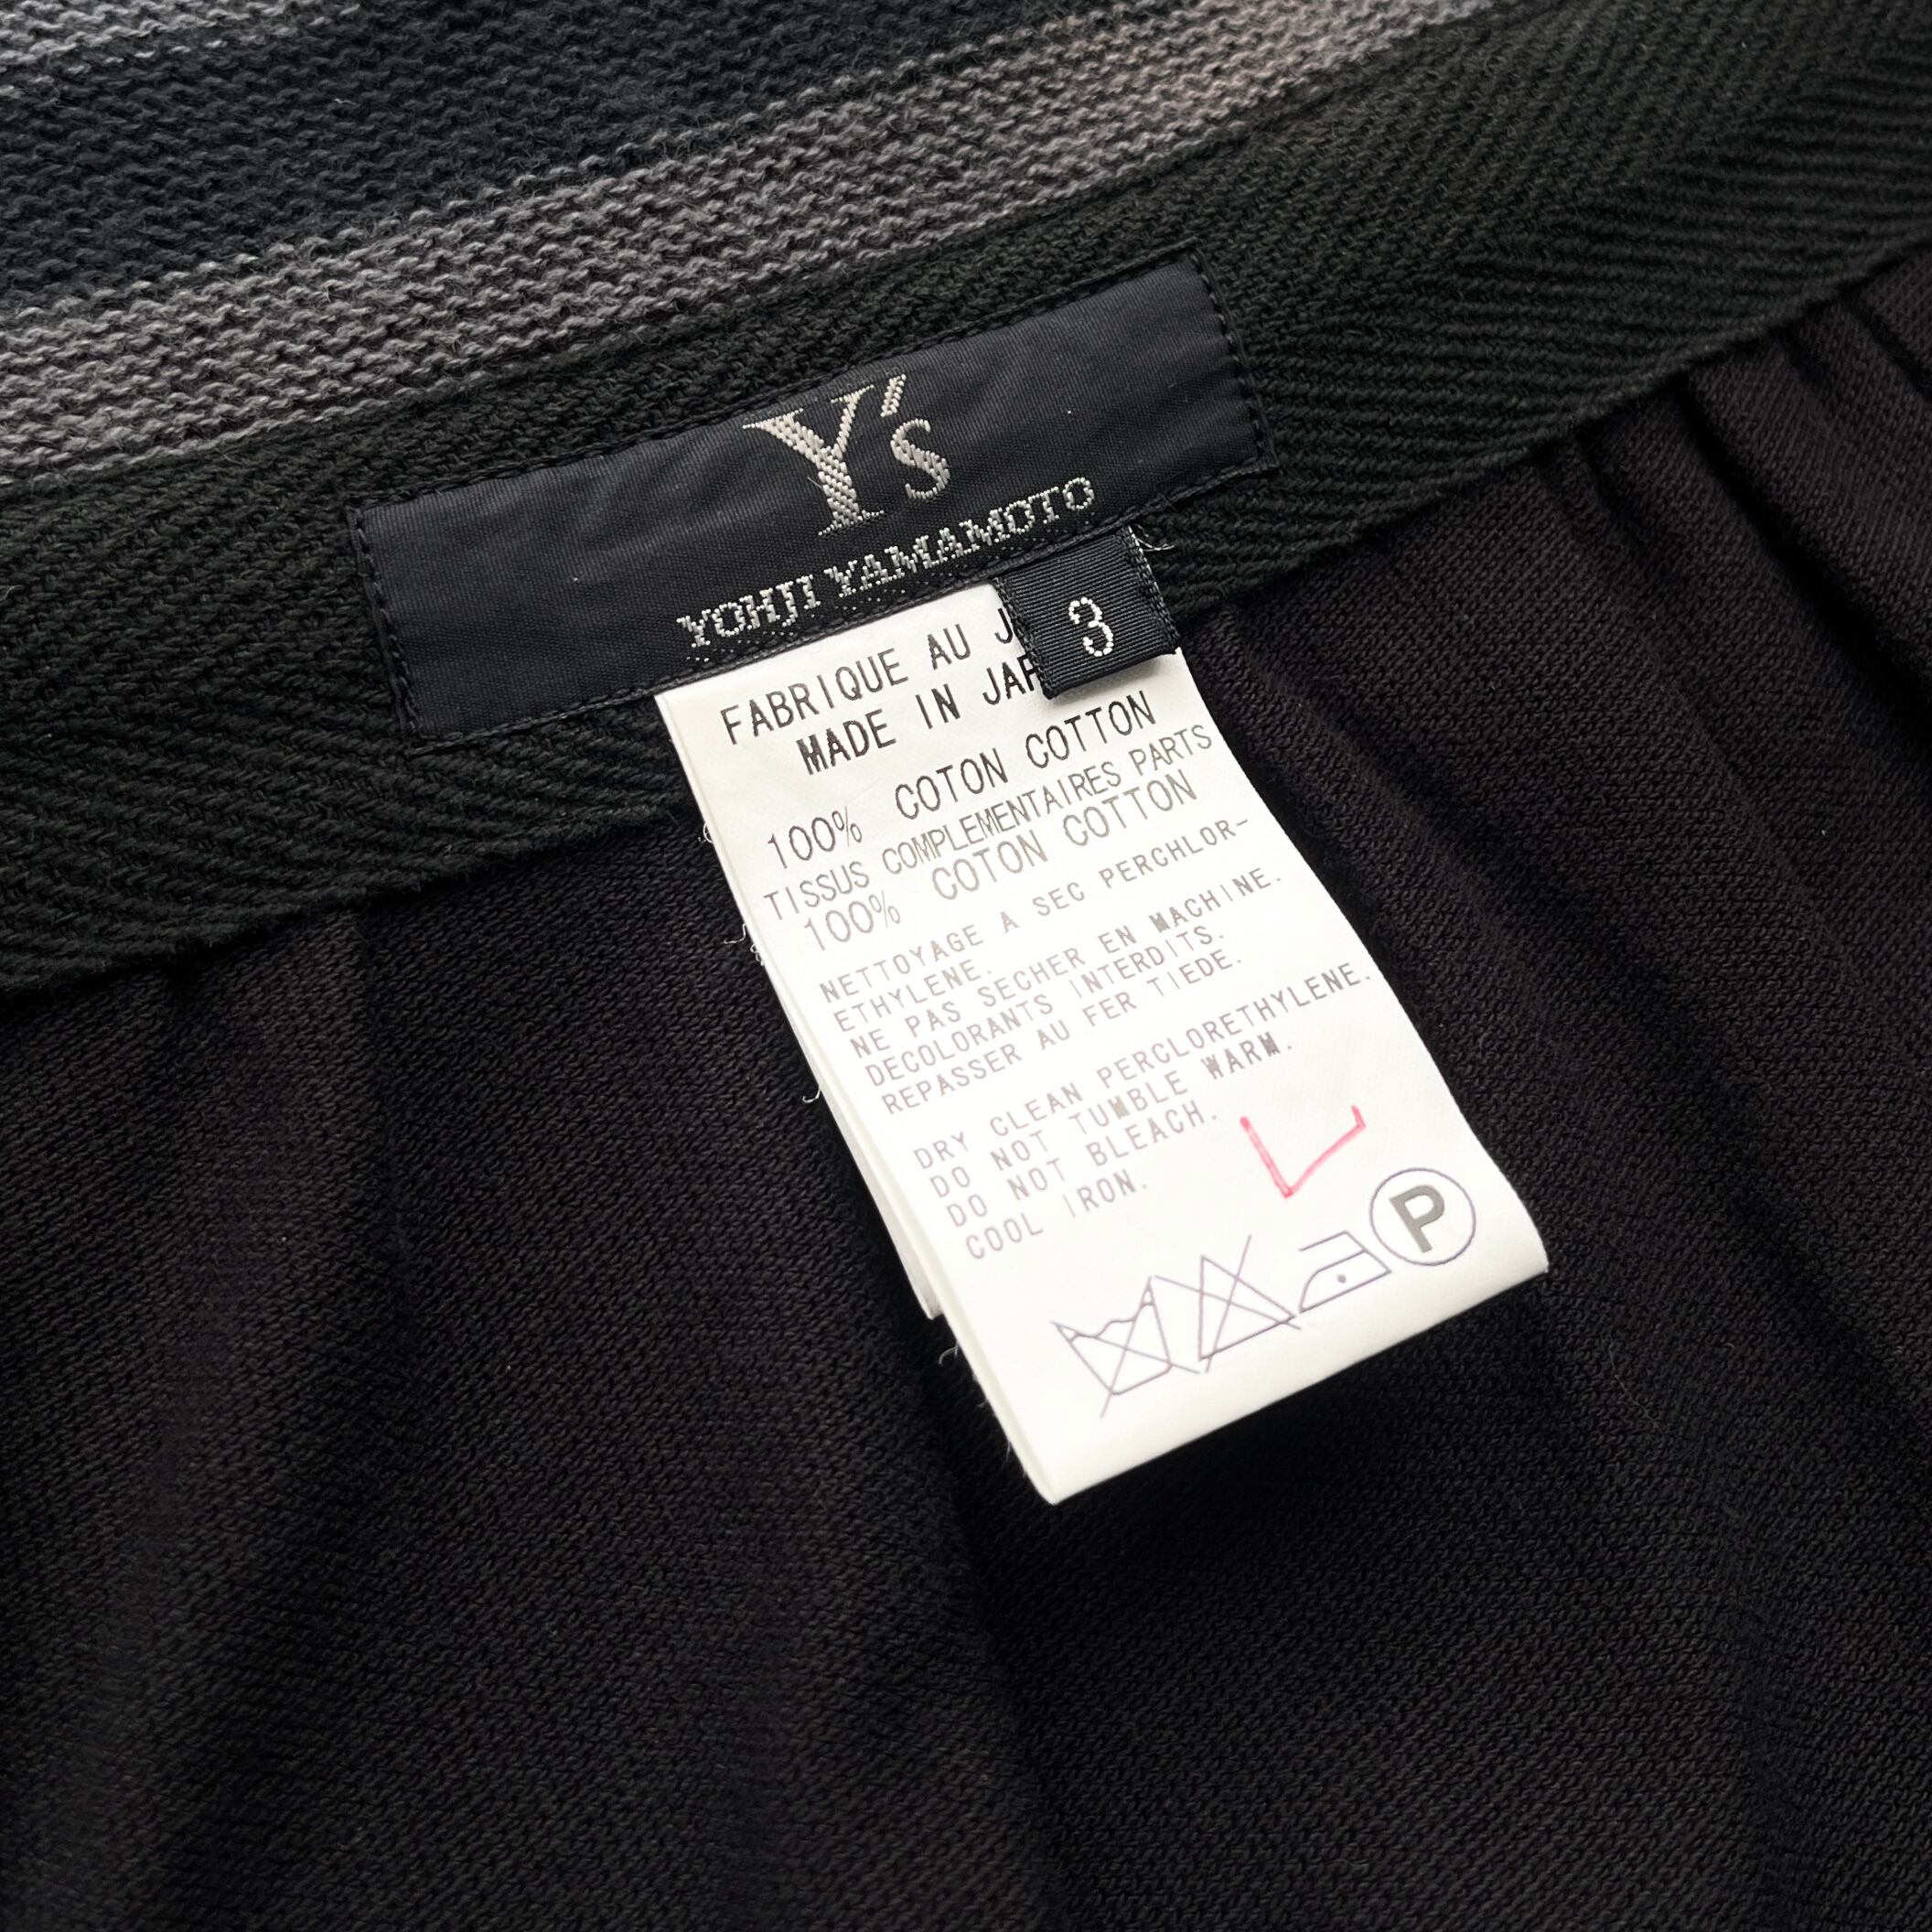 Y's
YOHJI YAMAMOTO
3
FABRIQUE AU
MADE IN
100% COTON COTTON
TISSUS COMPLEMENTAIRES PARTS
100% COTON COTTON
NETTOYAGE A SEC PERCHLOR-
ETHYLENE.
NE PAS SECHER EN MACHINE.
DECOLORANTS INTERDITS.
REPASSER AU FER TIEDE.
DRY CLEAN PERCLORETHYLENE.
DO NOT TUMBLE WARM.
DO NOT BLEACH.
COOL IRON.
P